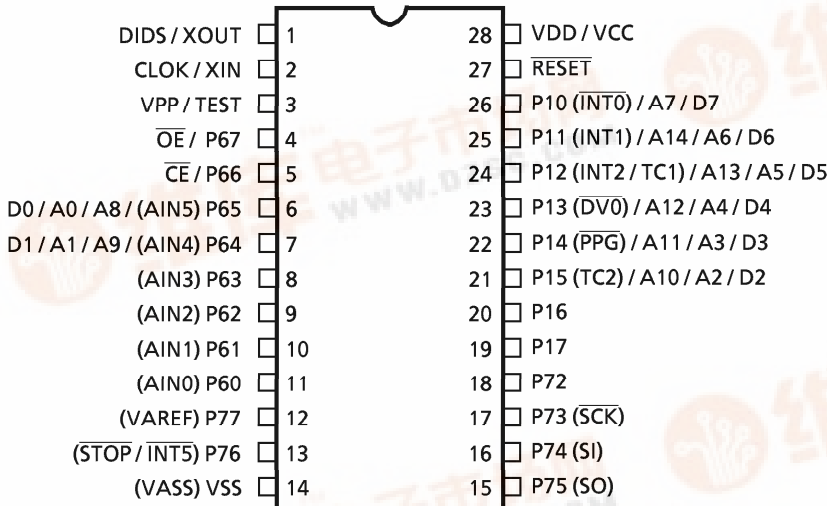 DIDS / XOUT 1 28 VDD / VCC
CLOK / XIN 2 27 RESET
VPP / TEST 3 26 P10 (INT0) / A7 / D7
OE / P67 4 25 P11 (INT1) / A14 / A6 / D6
CE / P66 5 24 P12 (INT2 / TC1) / A13 / A5 / D5
D0 / A0 / A8 / (AIN5) P65 6 23 P13 (DVO) / A12 / A4 / D4
D1 / A1 / A9 / (AIN4) P64 7 22 P14 (PPG) / A11 / A3 / D3
(AIN3) P63 8 21 P15 (TC2) / A10 / A2 / D2
(AIN2) P62 9 20 P16
(AIN1) P61 10 19 P17
(AIN0) P60 11 18 P72
(VAREF) P77 12 17 P73 (SCK)
(STOP / INT5) P76 13 16 P74 (SI)
(VASS) VSS 14 15 P75 (SO)